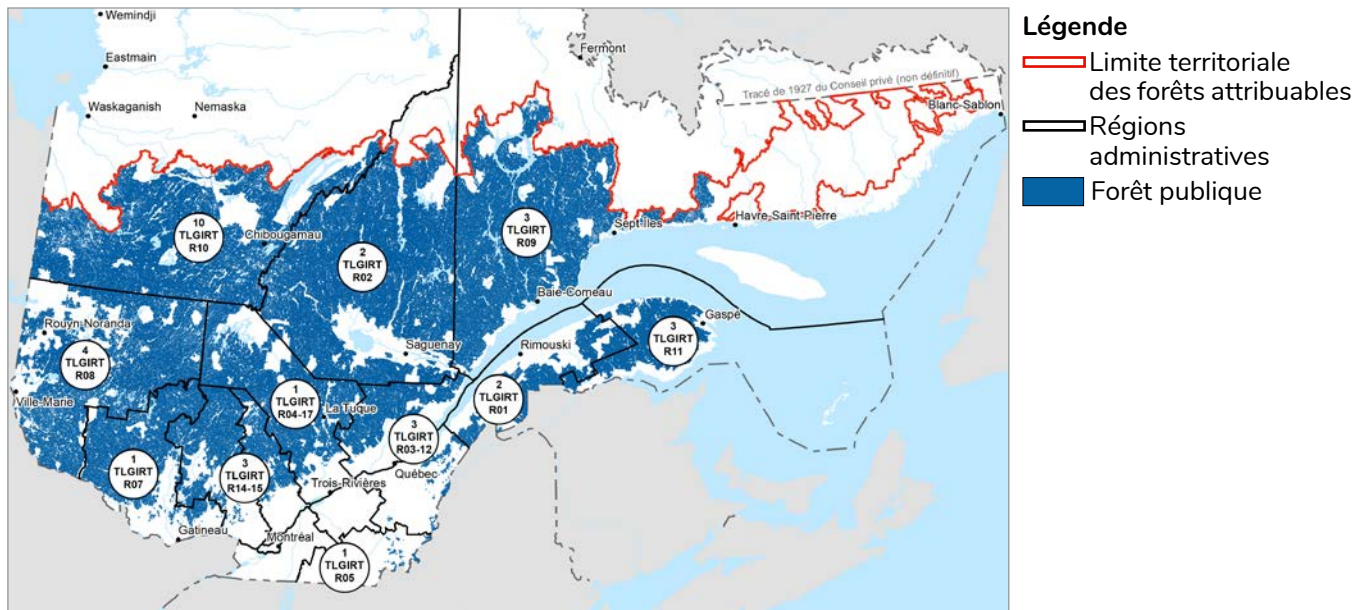 Wemindji
Eastmain
Waskaganish
Nemaska
Fermont
Tracé de 1927 du Conseil privé (non définitif)
Blanc-Sablon
10
TLGIRT
R10
Chibougamau
2
TLGIRT
R02
3
TLGIRT
R09
Sept-Îles
Havre-Saint-Pierre
Baie-Comeau
Rouyn-Noranda
4
TLGIRT
R08
Ville-Marie
Saguenay
Rimouski
Gaspé
3
TLGIRT
R11
1
TLGIRT
R04-17
La Tuque
2
TLGIRT
R01
3
TLGIRT
R03-12
Québec
1
TLGIRT
R07
3
TLGIRT
R14-15
Trois-Rivières
Gatineau
Montréal
1
TLGIRT
R05
Légende
Limite territoriale
des forêts attribuables
Régions
administratives
Forêt publique